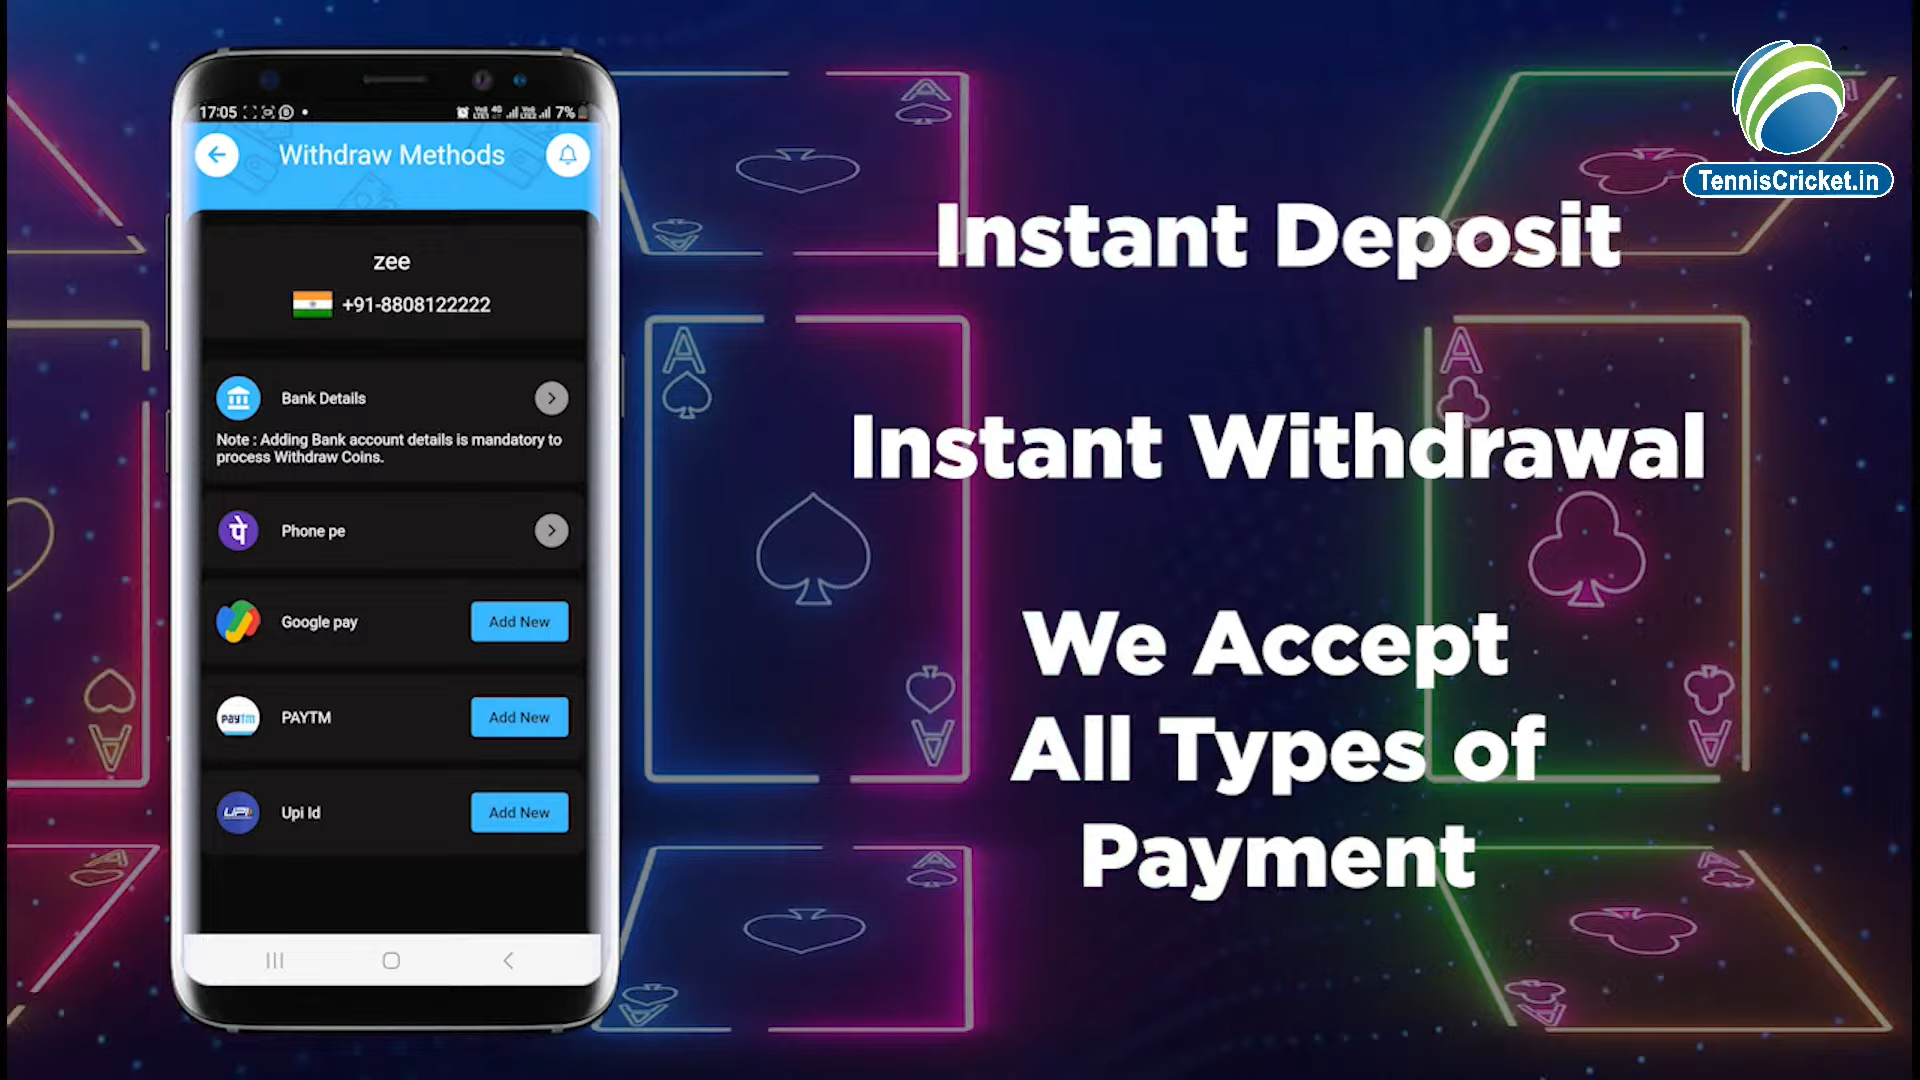 TennisCricket.in
17:05
7%
Withdraw Methods
zee
+91-8808122222
Bank Details
Note : Adding Bank account details is mandatory to
process Withdraw Coins.
पे
Phone pe
Google pay
Add New
paytm
PAYTM
Add New
UPI
Upi Id
Add New
Instant Deposit
Instant Withdrawal
We Accept
All Types of
Payment
A
A
A
A
A
A
A
A
A
A
A
A